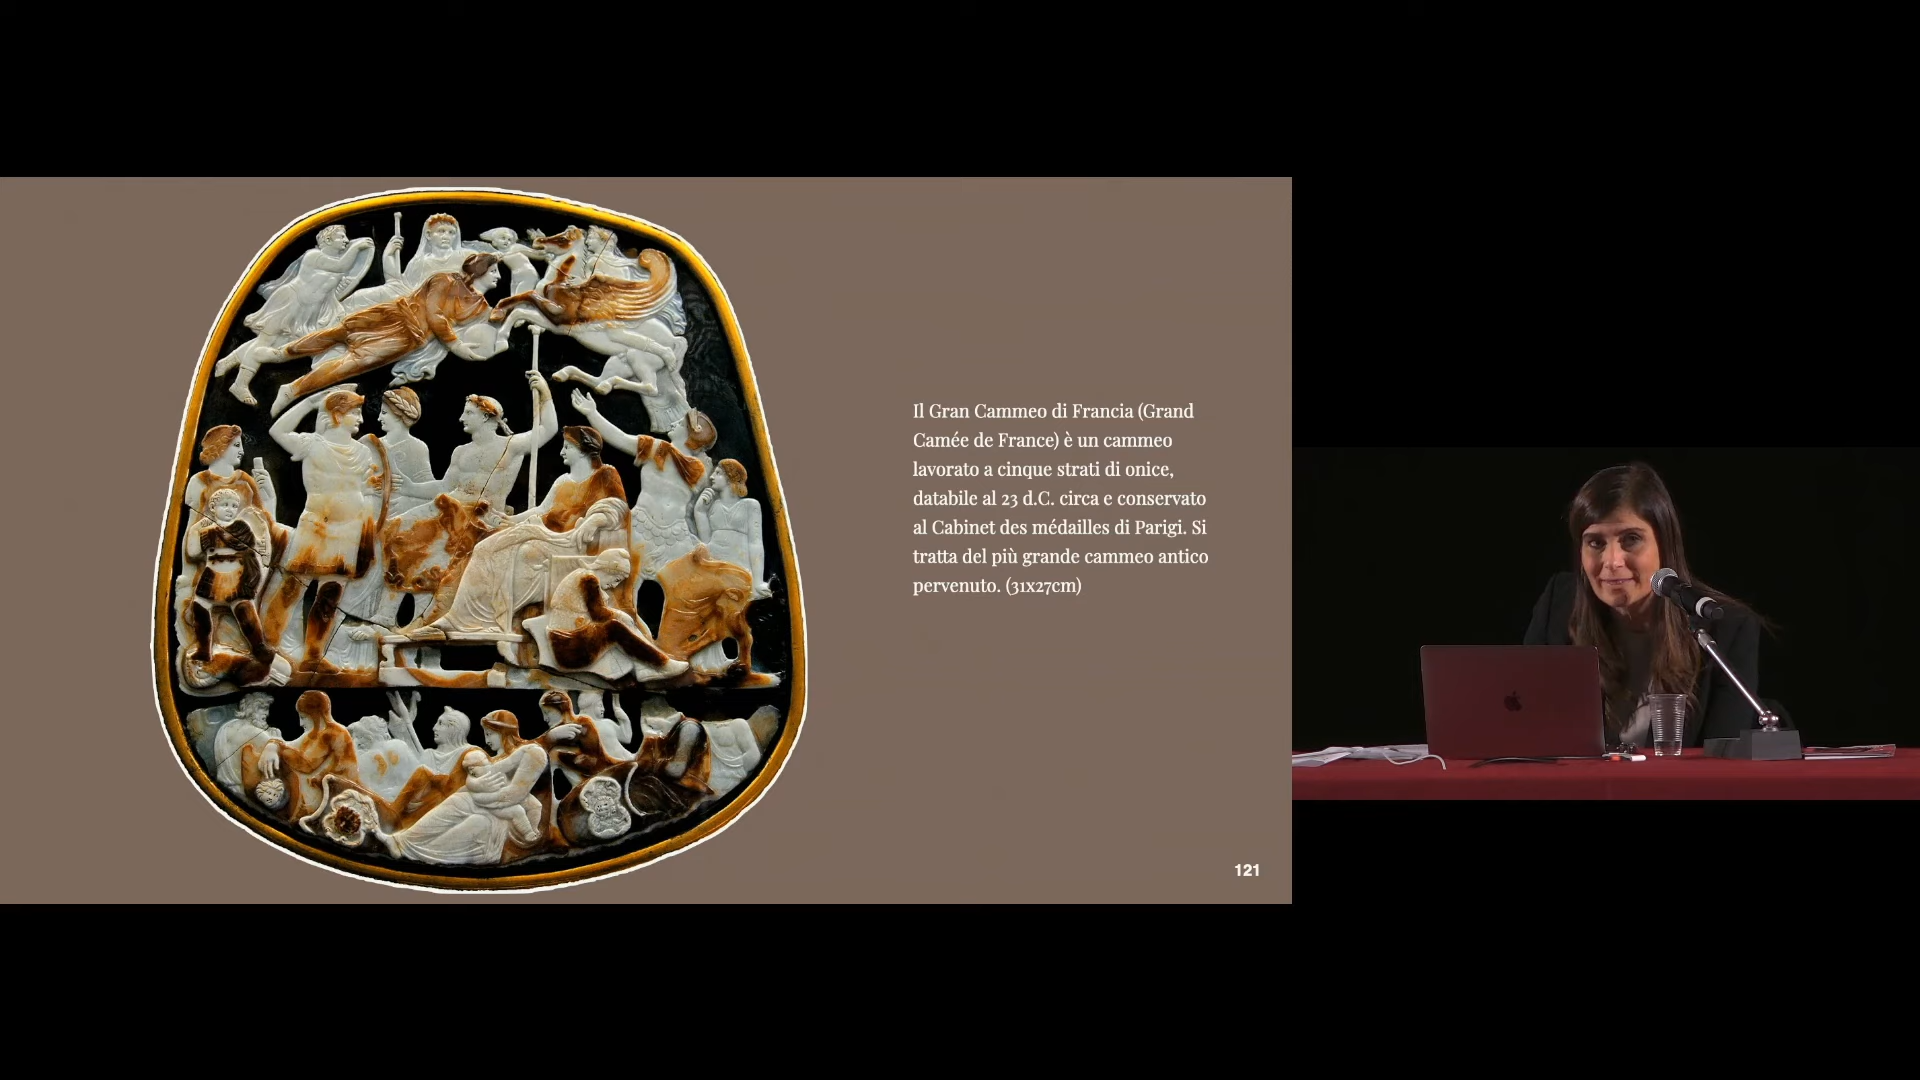 Il Gran Cammeo di Francia (Grand
Camée de France) è un cammeo
lavorato a cinque strati di onice,
databile al 23 d.C. circa e conservato
al Cabinet des médailles di Parigi. Si
tratta del più grande cammeo antico
pervenuto. (31x27cm)
121